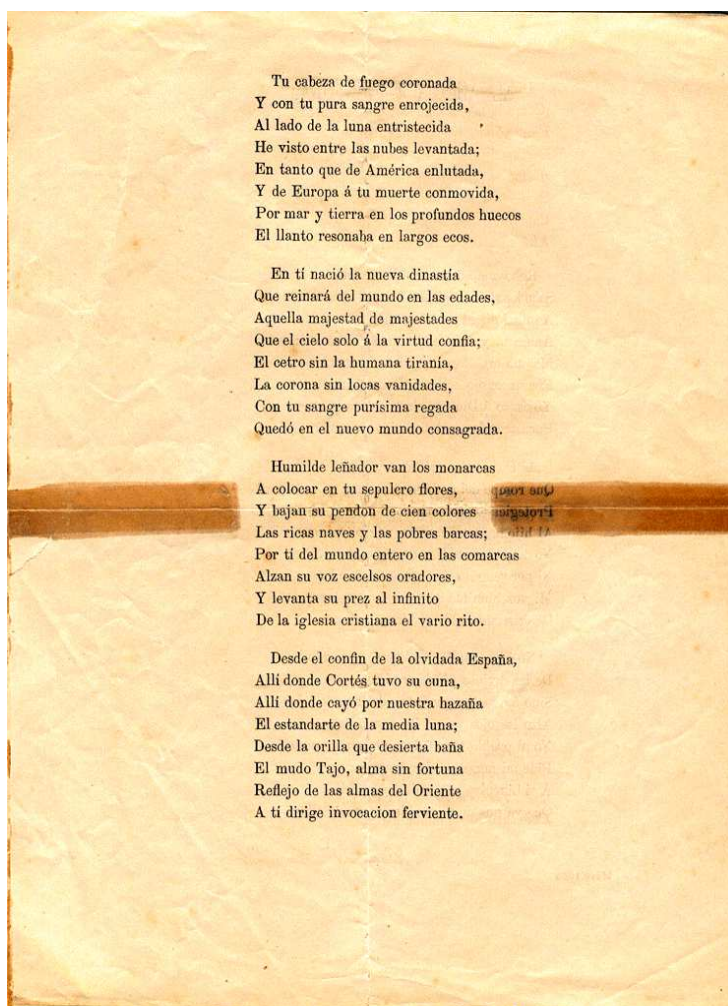 Tu cabeza de fuego coronada
Y con tu pura sangre enrojecida,
Al lado de la luna entristecida
He visto entre las nubes levantada;
En tanto que de América enlutada,
Y de Europa á tu muerte conmovida,
Por mar y tierra en los profundos huecos
El llanto resonaba en largos ecos.
En tí nació la nueva dinastía
Que reinará del mundo en las edades,
Aquella majestad de majestades
Que el cielo solo á la virtud confia;
El cetro sin la humana tiranía,
La corona sin locas vanidades,
Con tu sangre purísima regada
Quedó en el nuevo mundo consagrada.
Humilde leñador van los monarcas
A colocar en tu sepulcro flores,
Y bajan su pendon de cien colores
Las ricas naves y las pobres barcas;
Por tí del mundo entero en las comarcas
Alzan su voz escelsos oradores,
Y levanta su prez al infinito
De la iglesia cristiana el vario rito.
Desde el confin de la olvidada España,
Allí donde Cortés tuvo su cuna,
Allí donde cayó por nuestra hazaña
El estandarte de la media luna;
Desde la orilla que desierta baña
El mudo Tajo, alma sin fortuna
Reflejo de las almas del Oriente
A tí dirige invocacion ferviente.